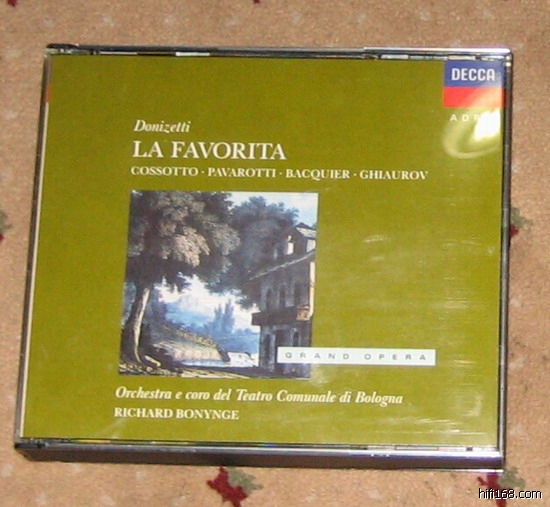 DECCA
Donizetti
LA FAVORITA
COSSOTTO · PAVAROTTI · BACQUIER · GHIAUROV
GRAND OPERA
Orchestra e coro del Teatro Comunale di Bologna
RICHARD BONYNGE
hifi168.com